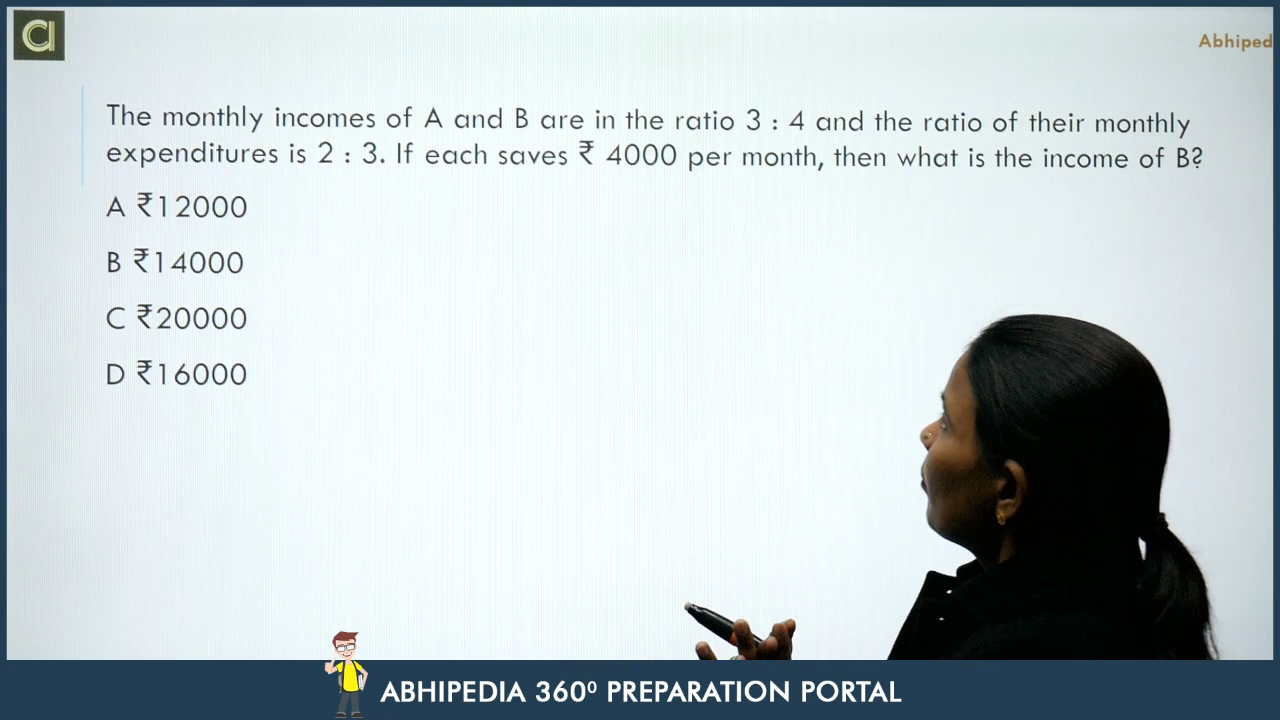 Abhiped
The monthly incomes of A and B are in the ratio 3 : 4 and the ratio of their monthly
expenditures is 2 : 3. If each saves ₹ 4000 per month, then what is the income of B?
A ₹12000
B ₹14000
C ₹20000
D ₹16000
ABHIPEDIA 360⁰ PREPARATION PORTAL